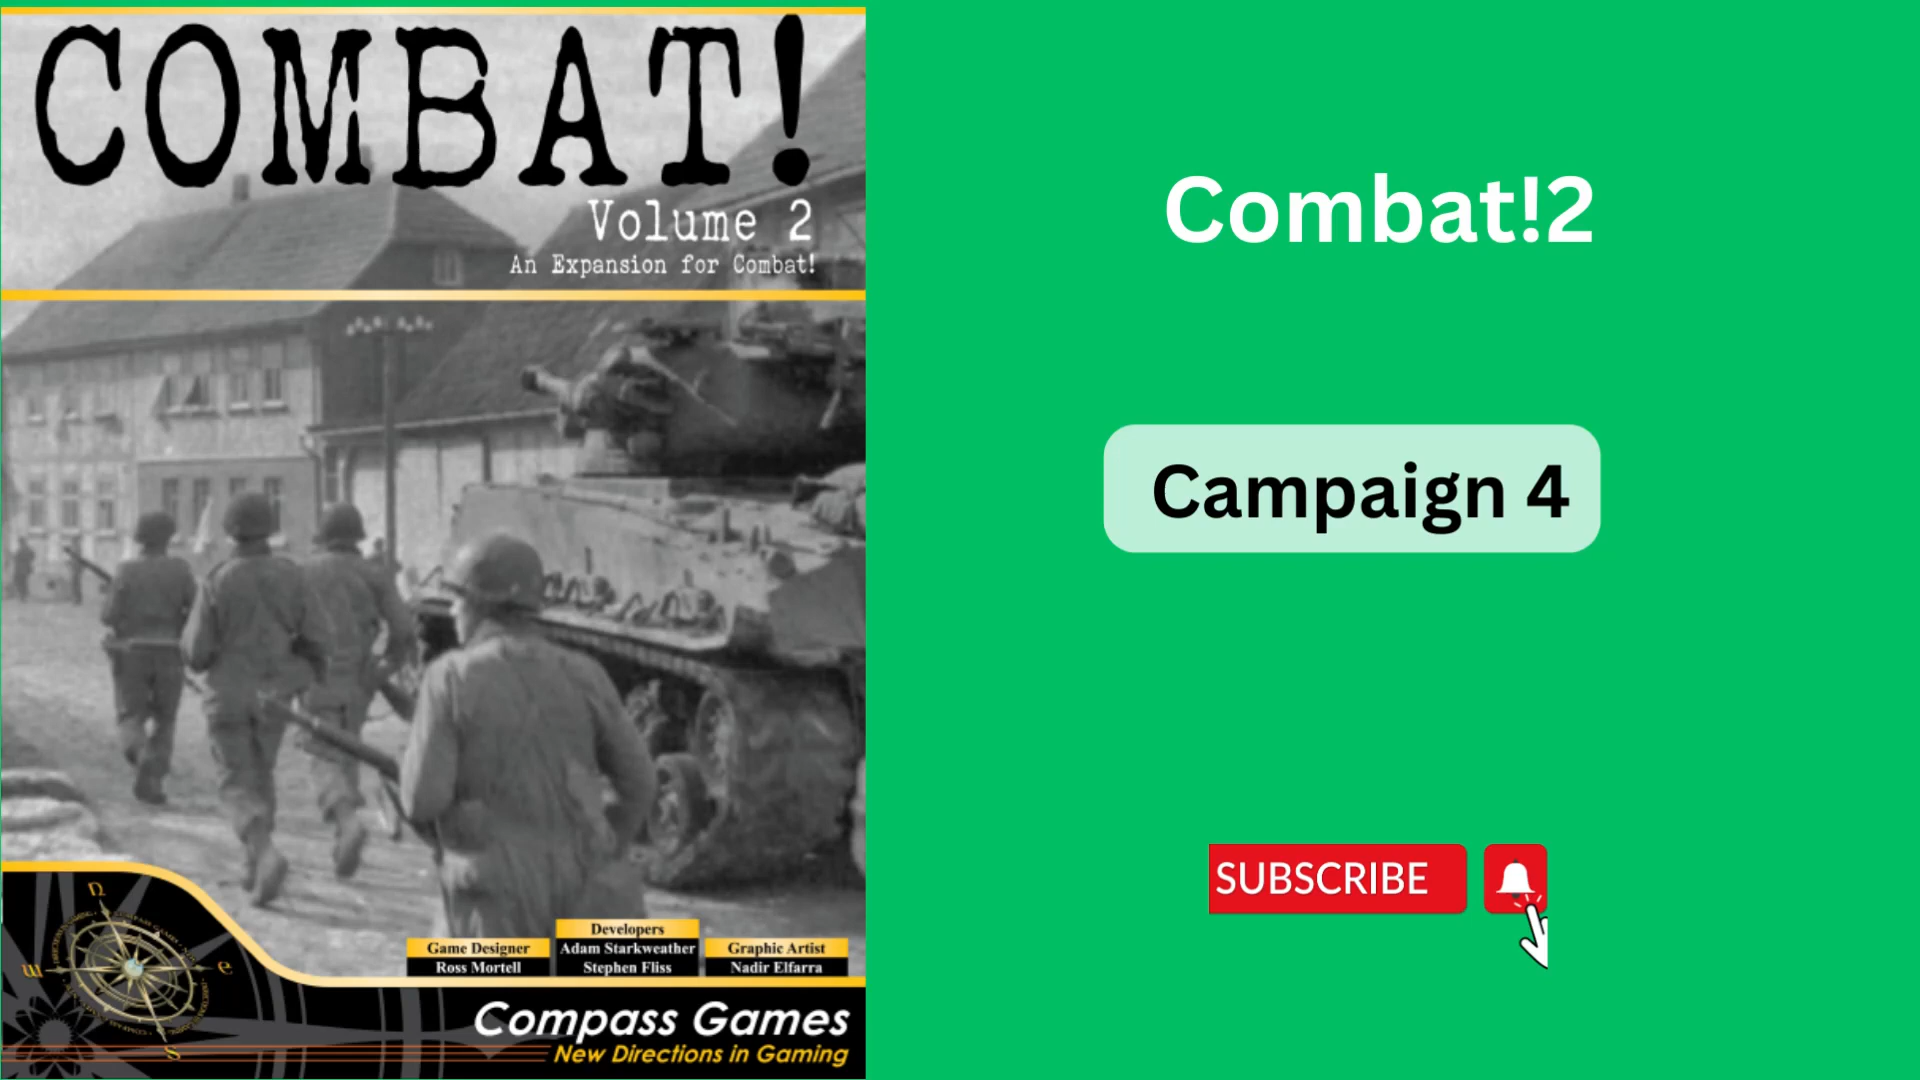 COMBAT!
Volume 2
An Expansion for Combat!
Combat!2
Campaign 4
SUBSCRIBE
n
w
e
s
Developers
Game Designer
Adam Starkweather
Graphic Artist
Ross Mortell
Stephen Fliss
Nadir Elfarra
Compass Games
New Directions in Gaming